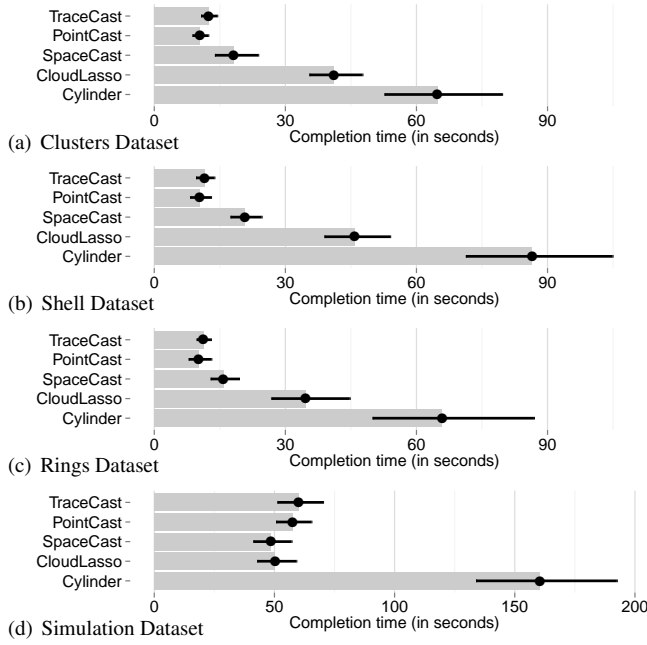 TraceCast
PointCast
SpaceCast
CloudLasso
Cylinder
0 30 60 90
Completion time (in seconds)
(a) Clusters Dataset
TraceCast
PointCast
SpaceCast
CloudLasso
Cylinder
0 30 60 90
Completion time (in seconds)
(b) Shell Dataset
TraceCast
PointCast
SpaceCast
CloudLasso
Cylinder
0 30 60 90
Completion time (in seconds)
(c) Rings Dataset
TraceCast
PointCast
SpaceCast
CloudLasso
Cylinder
0 50 100 150 200
Completion time (in seconds)
(d) Simulation Dataset